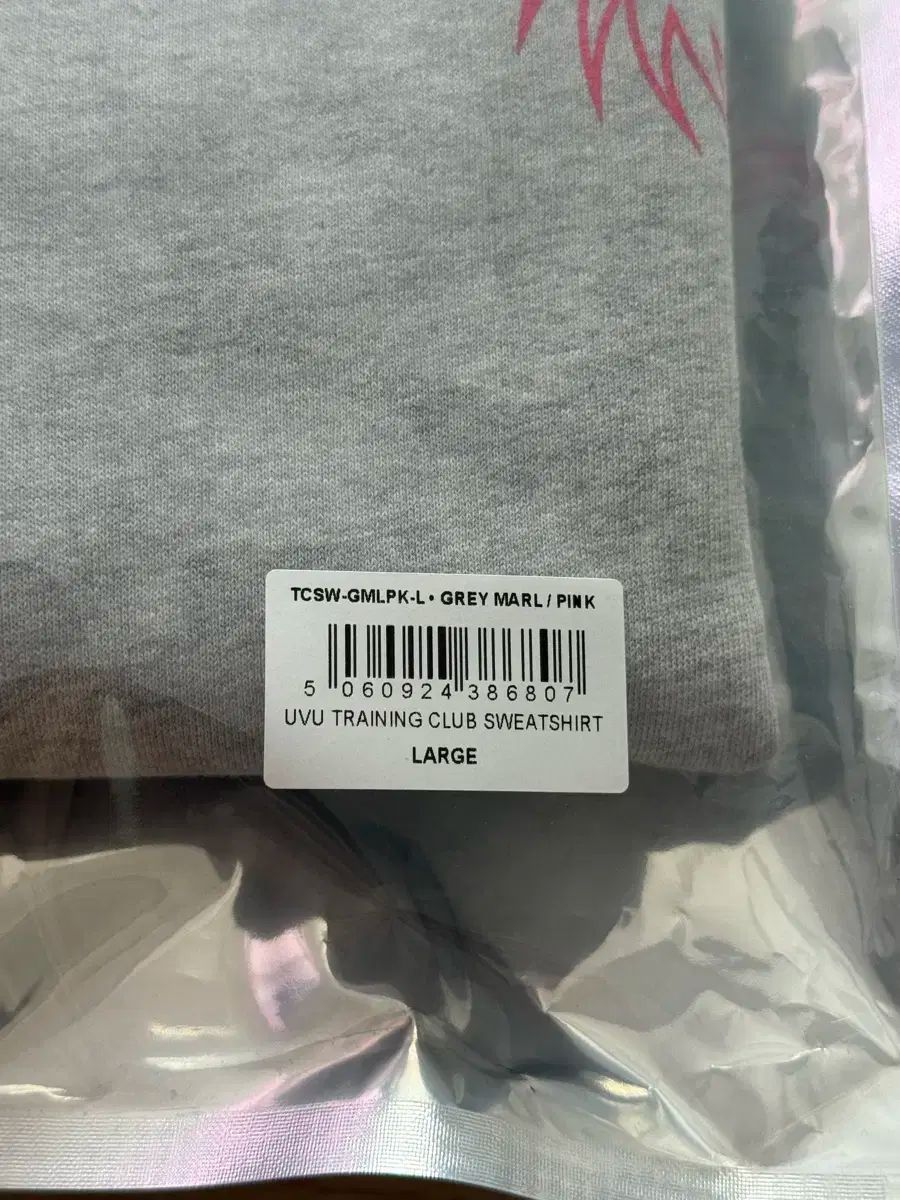 TCSW-GMLPK-L • GREY MARL / PINK
5 060924 386807
UVU TRAINING CLUB SWEATSHIRT
LARGE